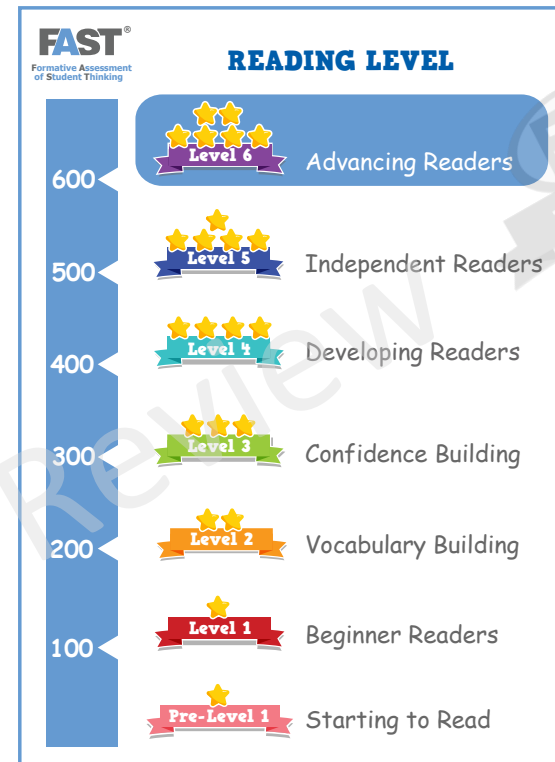 FAST®
Formative Assessment
of Student Thinking
READING LEVEL
600
Level 6
Advancing Readers
500
Level 5
Independent Readers
400
Level 4
Developing Readers
300
Level 3
Confidence Building
200
Level 2
Vocabulary Building
100
Level 1
Beginner Readers
Pre-Level 1
Starting to Read
Review